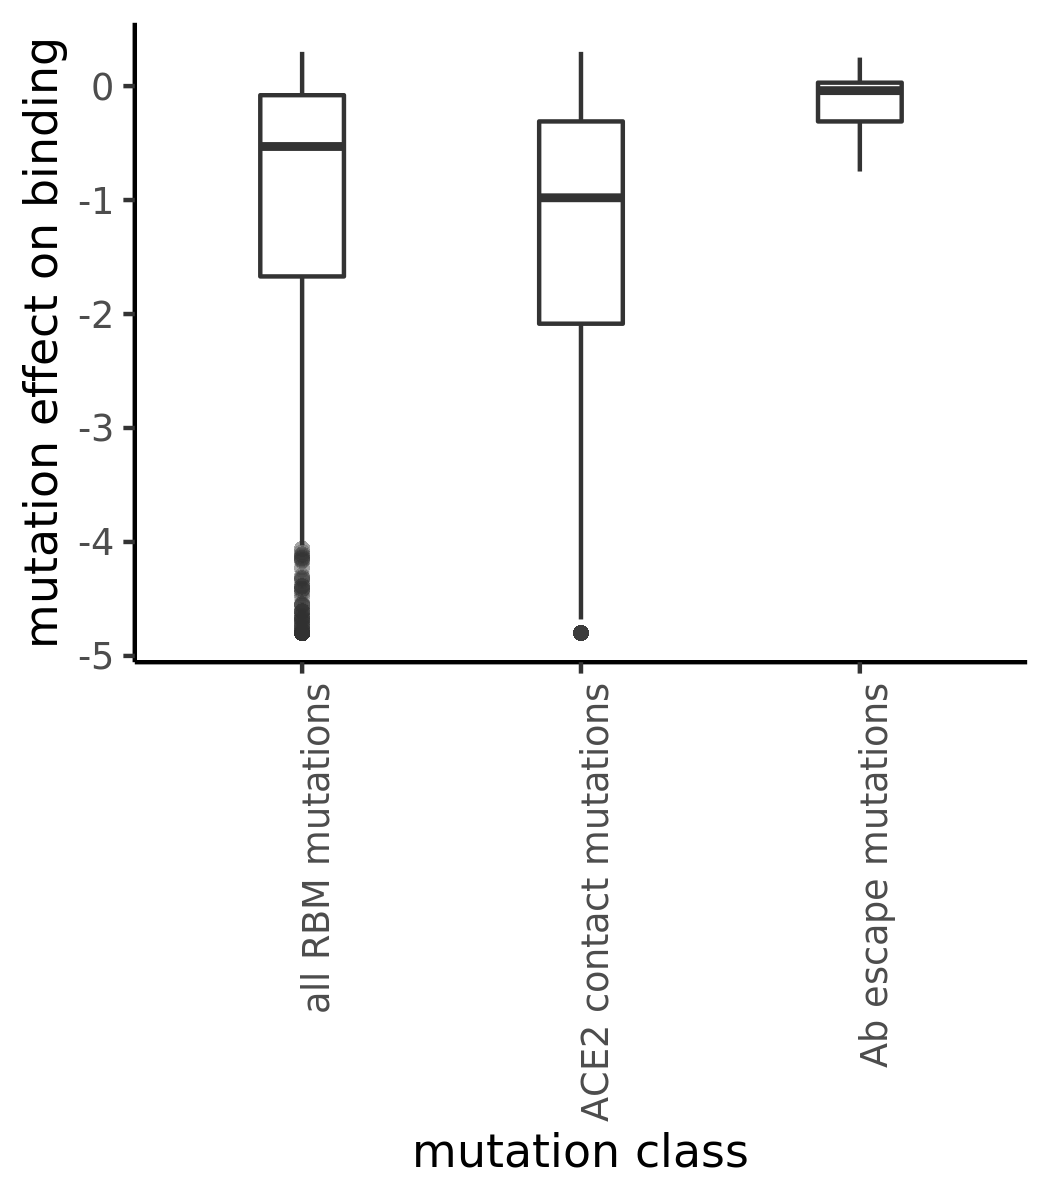 mutation effect on binding
0
-1
-2
-3
-4
-5
all RBM mutations
ACE2 contact mutations
Ab escape mutations
mutation class